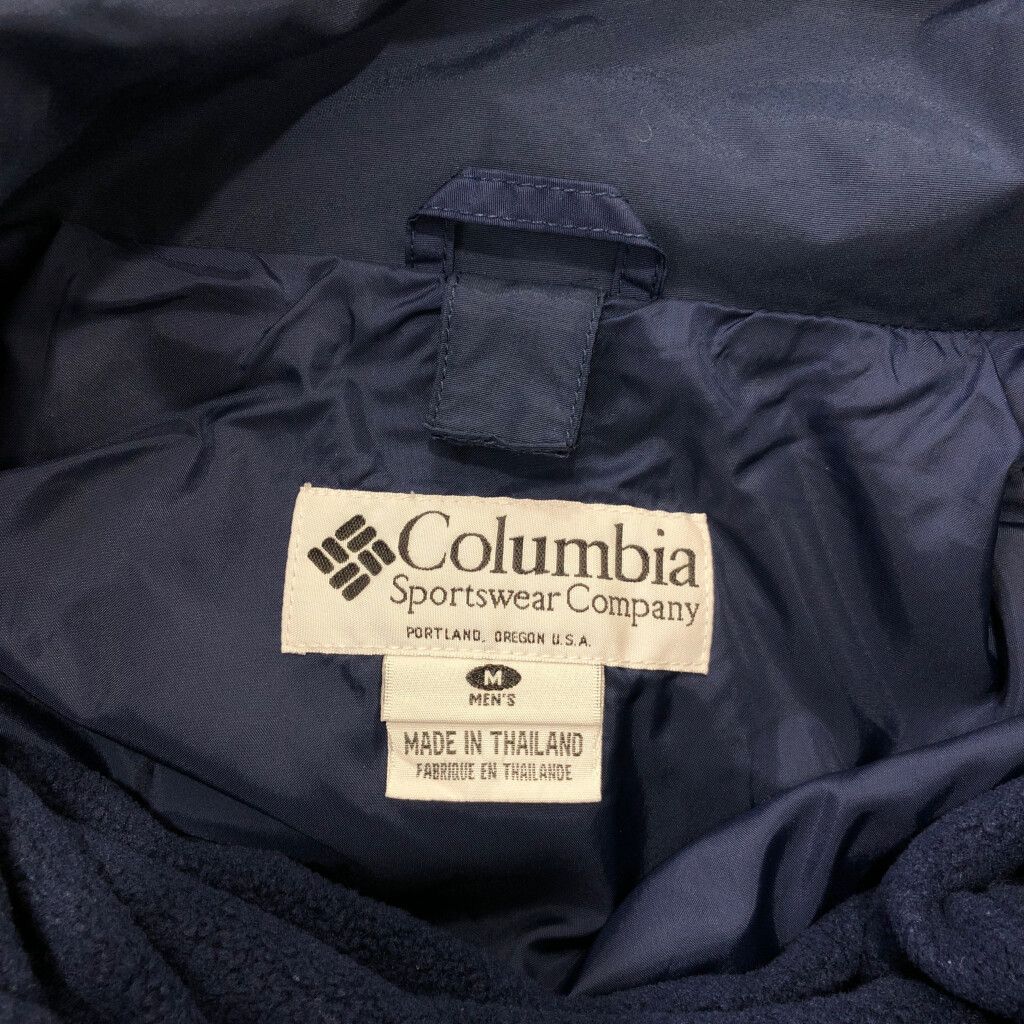 Columbia
Sportswear Company
PORTLAND, OREGON U.S.A.
M
MEN'S
MADE IN THAILAND
FABRIQUE EN THAILANDE